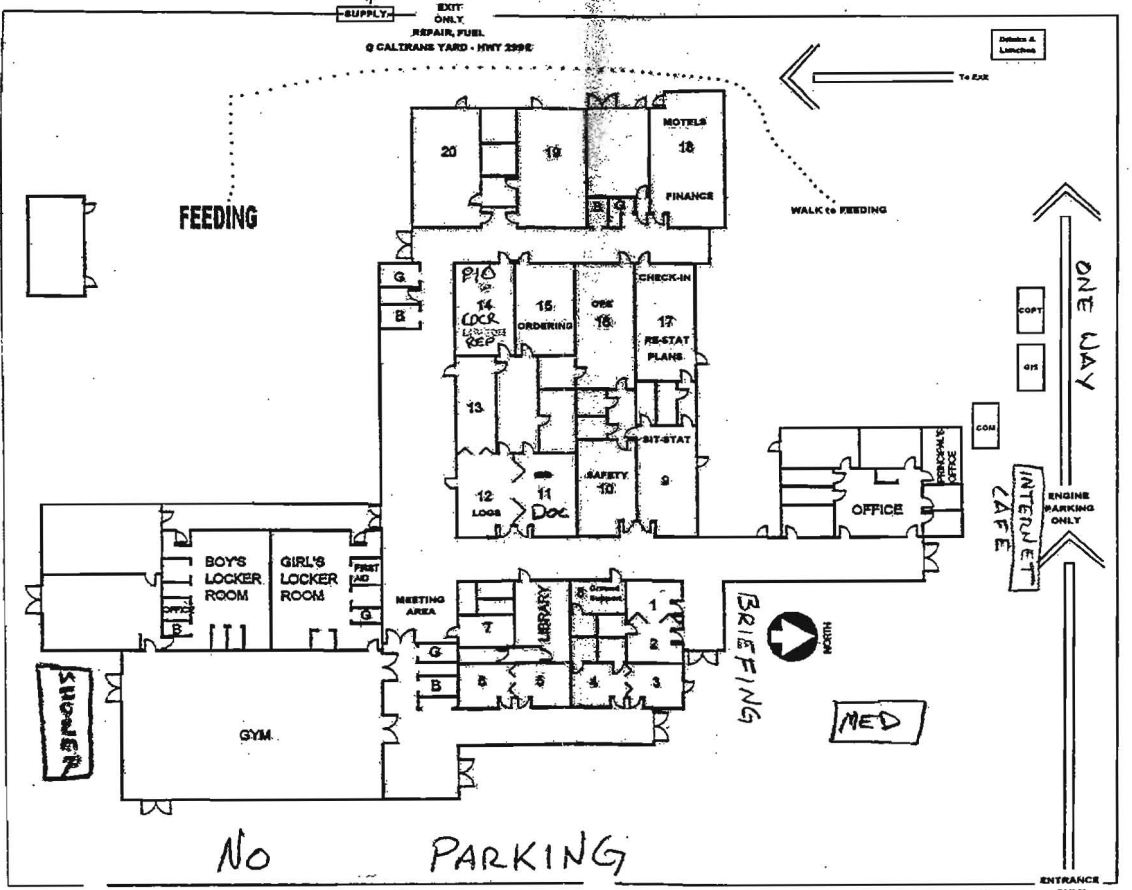 SUPPLY
EXIT
ONLY
REPAIR, FUEL
@ CALTRANS YARD - HWY 299E
Drinks &
Lunches
To Exit
MOTELS
18
FINANCE
20
19
B
G
FEEDING
WALK to FEEDING
G
B
PIO
14
CDCR
REP
15
ORDERING
OPS
16
CHECK-IN
17
RE-STAT
PLANS
ONE WAY
COPT
GIS
COM
13
SIT-STAT
12
LOGS
11
DOC
SAFETY
10
9
PRINCIPAL'S
OFFICE
OFFICE
INTERNET
CAFE
ENGINE
PARKING
ONLY
BOY'S
LOCKER
ROOM
GIRL'S
LOCKER
ROOM
FIRST
AID
OFFICE
B
G
MEETING
AREA
G
B
7
LIBRARY
Ground
Support
1
2
3
4
BRIEFING
NORTH
MED
SHOWER
GYM
NO PARKING
ENTRANCE